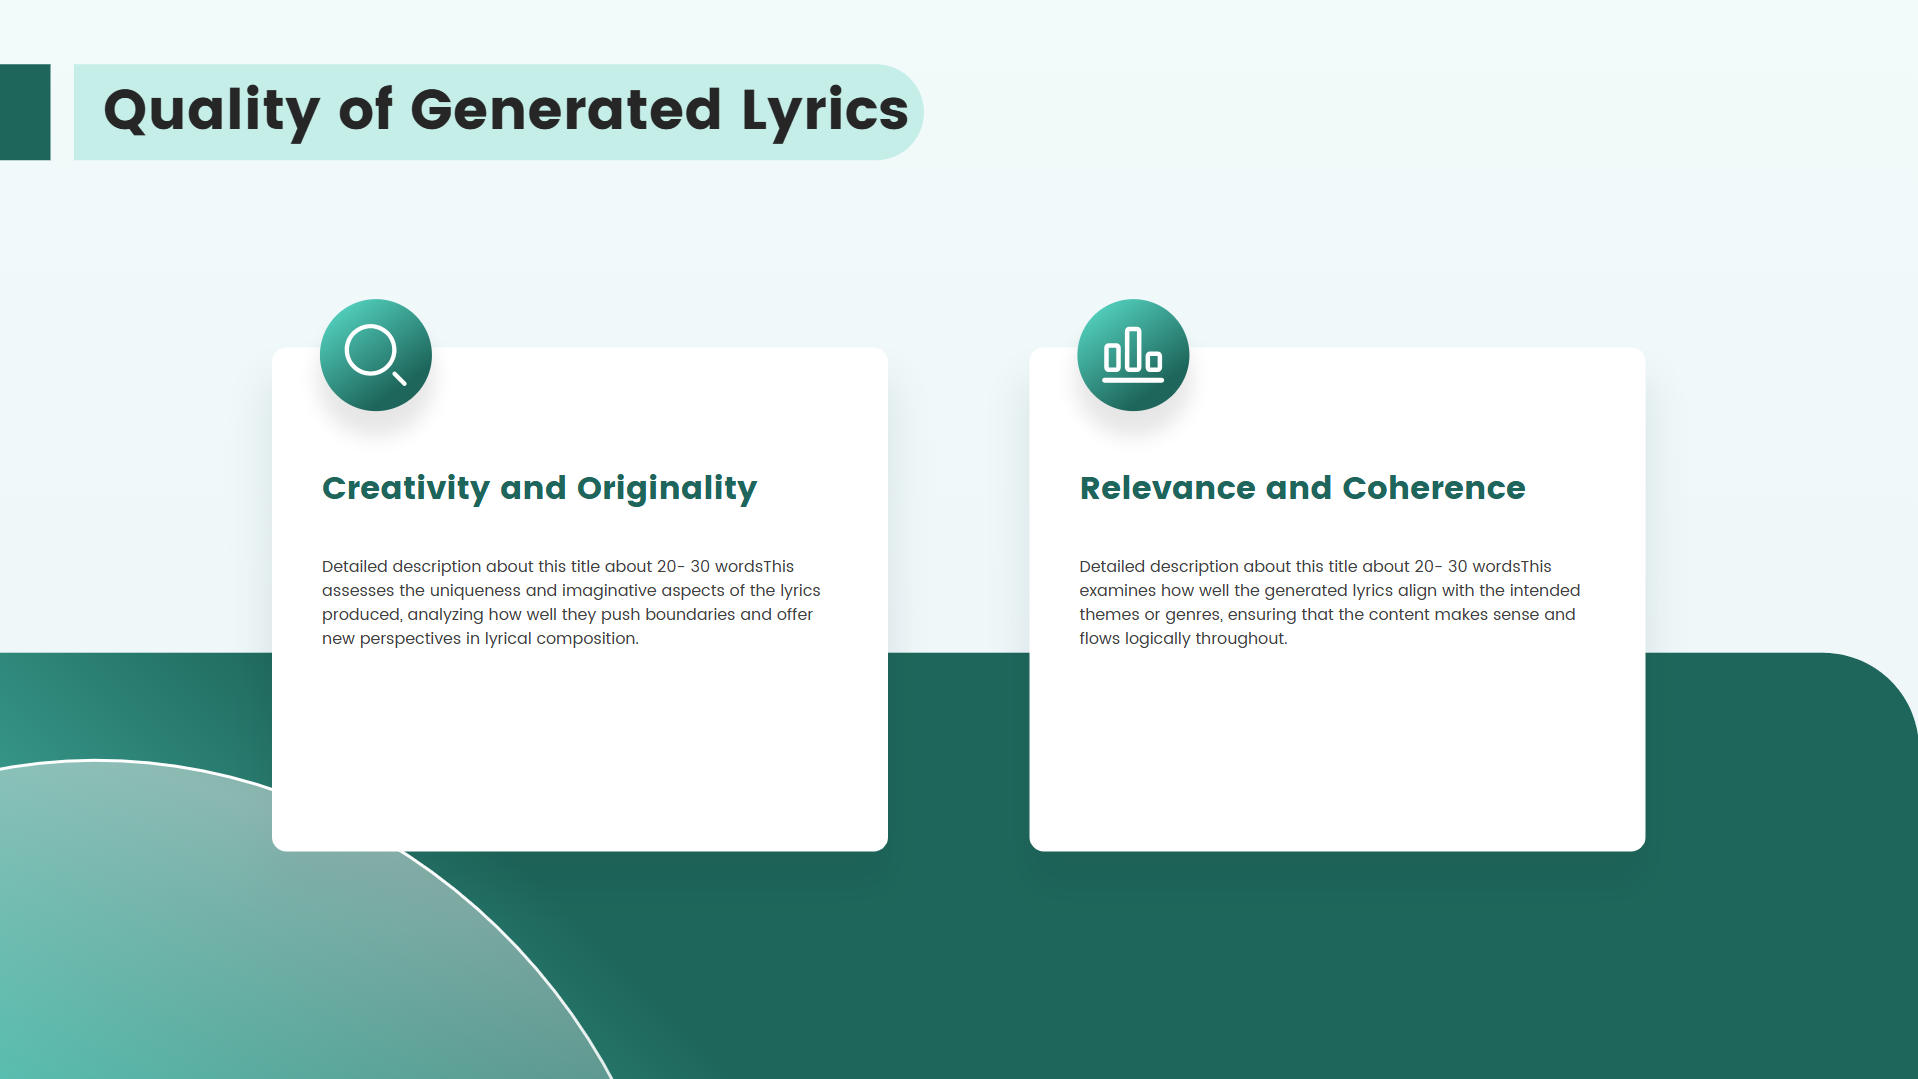 Quality of Generated Lyrics
Creativity and Originality
Detailed description about this title about 20- 30 wordsThis
assesses the uniqueness and imaginative aspects of the lyrics
produced, analyzing how well they push boundaries and offer
new perspectives in lyrical composition.
Relevance and Coherence
Detailed description about this title about 20- 30 wordsThis
examines how well the generated lyrics align with the intended
themes or genres, ensuring that the content makes sense and
flows logically throughout.